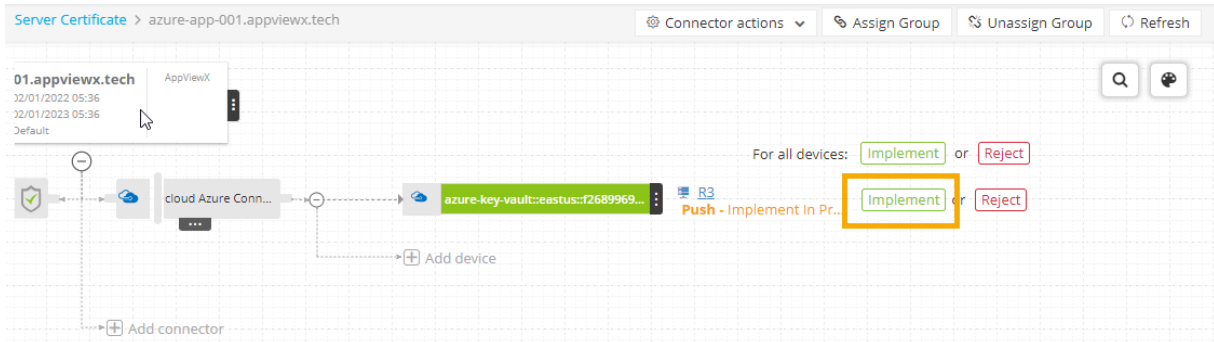 Server Certificate > azure-app-001.appviewx.tech
Connector actions
Assign Group
Unassign Group
Refresh
01.appviewx.tech
AppViewX
02/01/2022 05:36
02/01/2023 05:36
Default
For all devices: Implement or Reject
cloud Azure Conn...
azure-key-vault::eastus::f2689969...
R3
Push - Implement In Pr...
Implement or Reject
Add device
Add connector